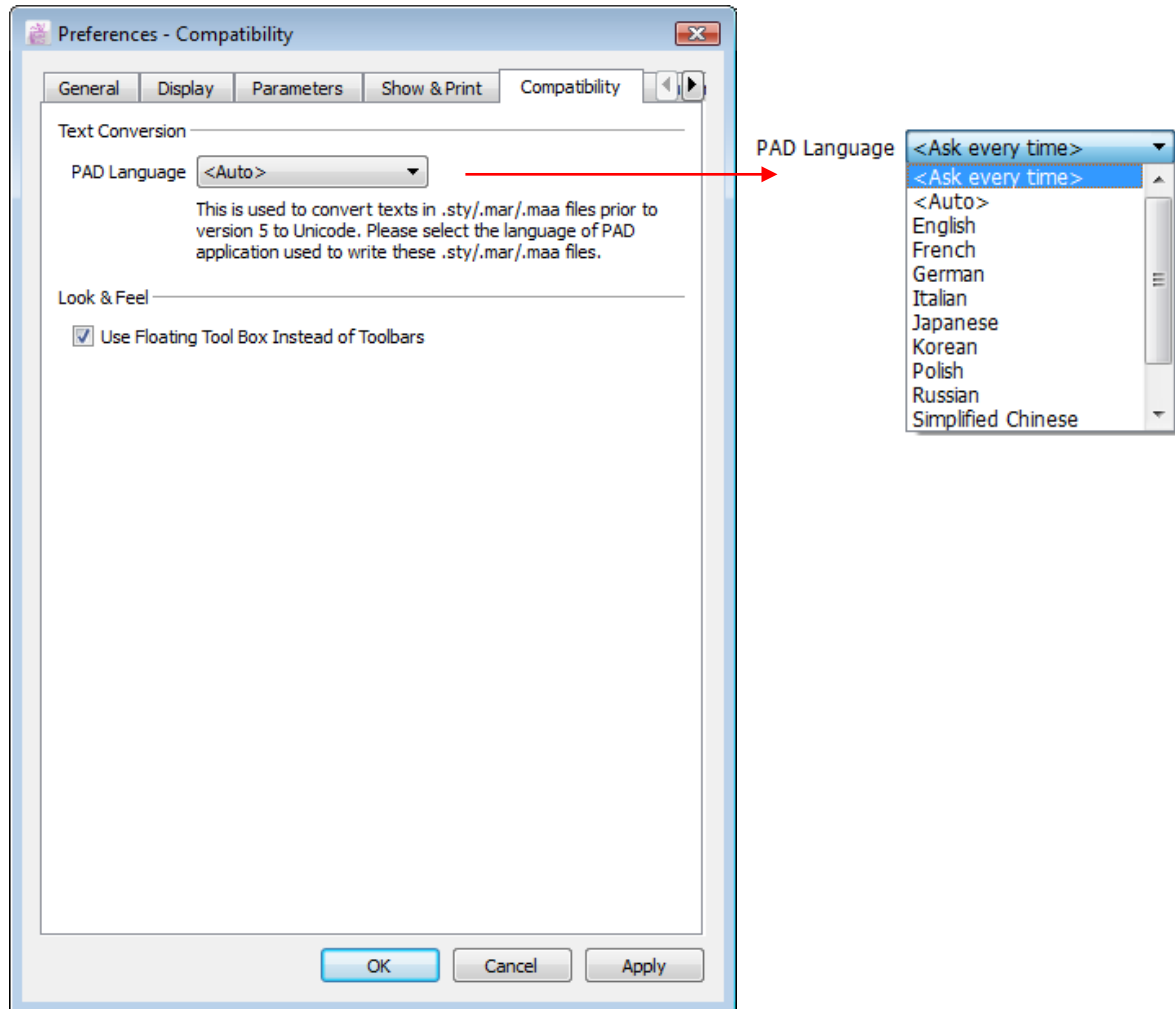 Preferences - Compatibility
General Display Parameters Show & Print Compatibility
Text Conversion
PAD Language <Auto>
This is used to convert texts in .sty/.mar/.maa files prior to
version 5 to Unicode. Please select the language of PAD
application used to write these .sty/.mar/.maa files.
Look & Feel
Use Floating Tool Box Instead of Toolbars
OK Cancel Apply
PAD Language <Ask every time>
<Ask every time>
<Auto>
English
French
German
Italian
Japanese
Korean
Polish
Russian
Simplified Chinese